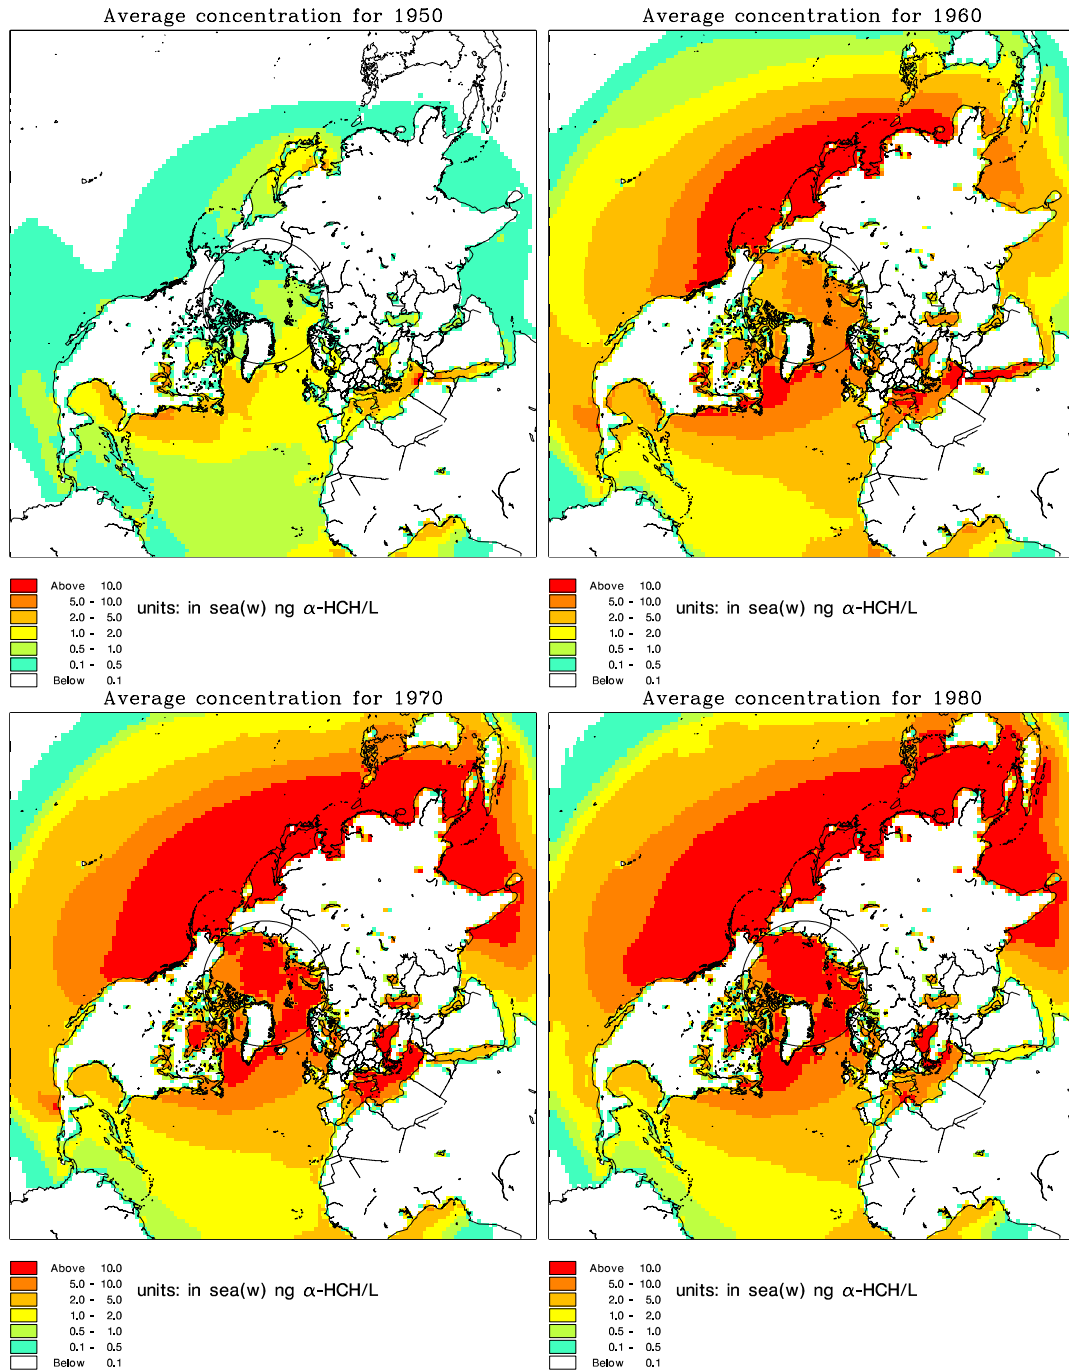 Average concentration for 1950
Average concentration for 1960
Above 10.0
5.0 - 10.0
2.0 - 5.0
1.0 - 2.0
0.5 - 1.0
0.1 - 0.5
Below 0.1
units: in sea(w) ng α-HCH/L
Above 10.0
5.0 - 10.0
2.0 - 5.0
1.0 - 2.0
0.5 - 1.0
0.1 - 0.5
Below 0.1
units: in sea(w) ng α-HCH/L
Average concentration for 1970
Average concentration for 1980
Above 10.0
5.0 - 10.0
2.0 - 5.0
1.0 - 2.0
0.5 - 1.0
0.1 - 0.5
Below 0.1
units: in sea(w) ng α-HCH/L
Above 10.0
5.0 - 10.0
2.0 - 5.0
1.0 - 2.0
0.5 - 1.0
0.1 - 0.5
Below 0.1
units: in sea(w) ng α-HCH/L